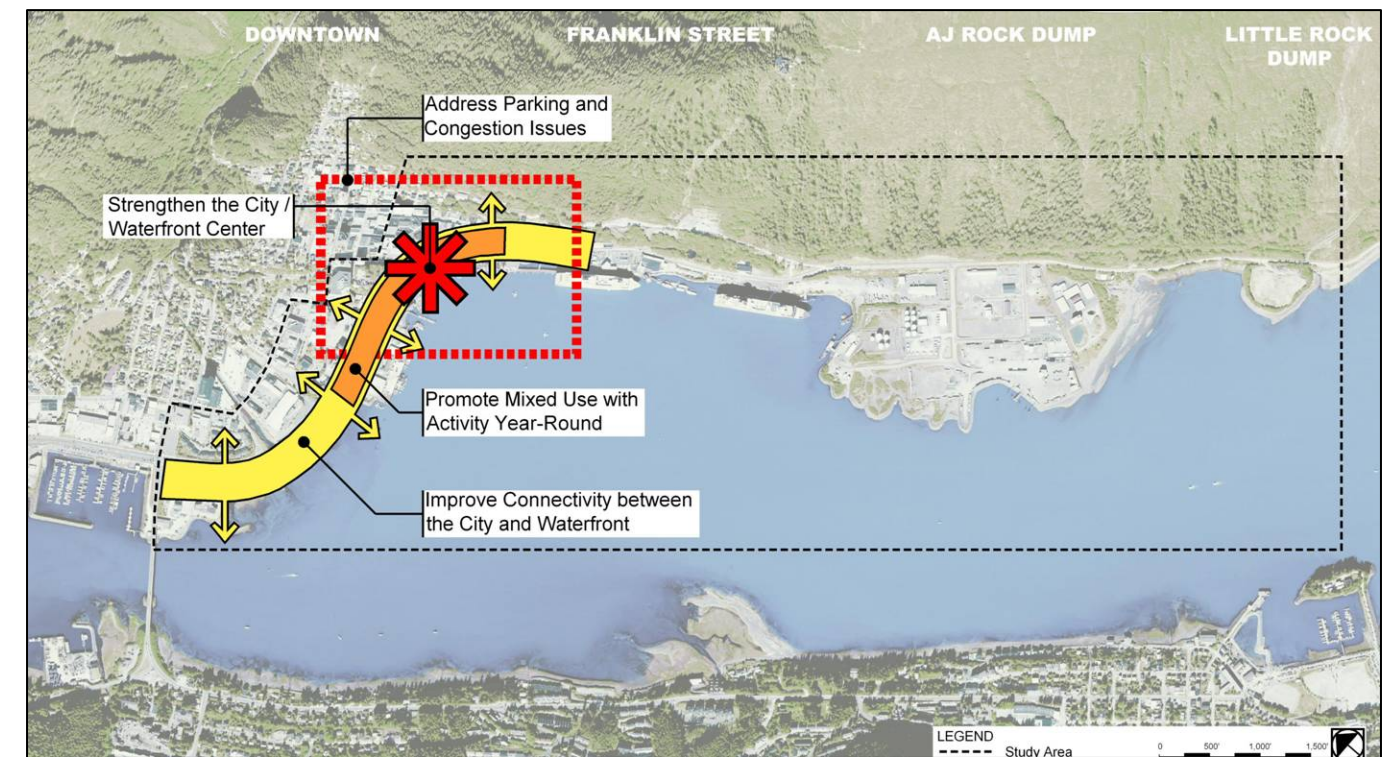 DOWNTOWN
FRANKLIN STREET
AJ ROCK DUMP
LITTLE ROCK
DUMP
Address Parking and
Congestion Issues
Strengthen the City /
Waterfront Center
Promote Mixed Use with
Activity Year-Round
Improve Connectivity between
the City and Waterfront
LEGEND
Study Area
0 500' 1,000' 1,500'